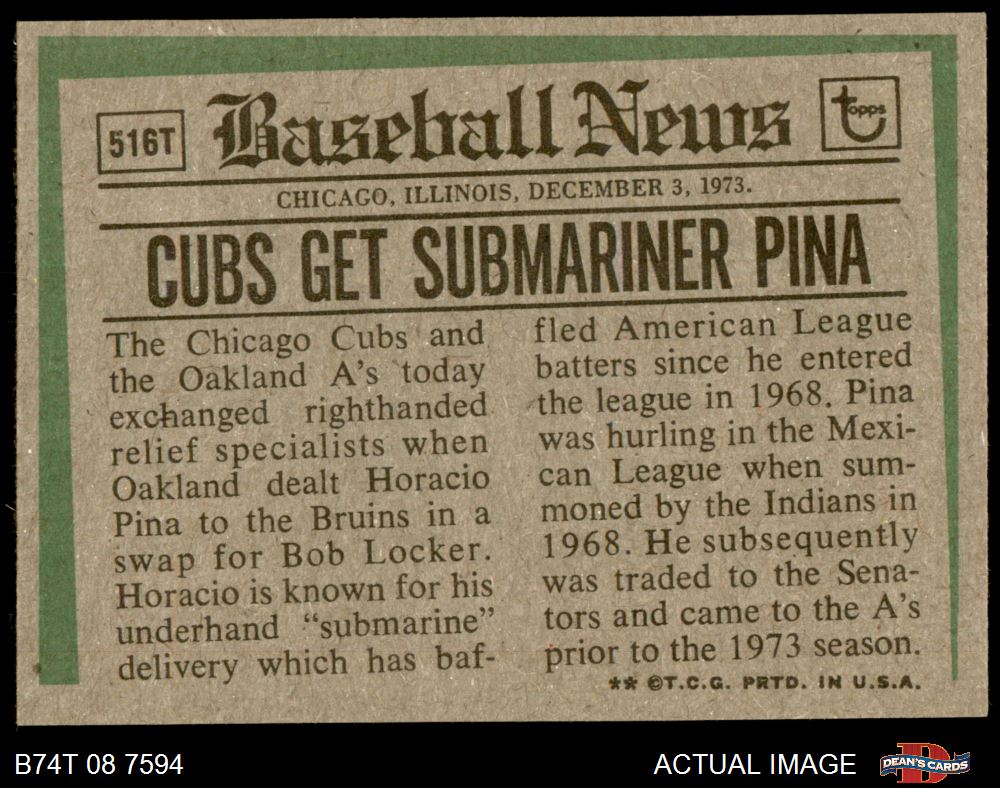 516T
Baseball News
topps
CHICAGO, ILLINOIS, DECEMBER 3, 1973.
CUBS GET SUBMARINER PINA
The Chicago Cubs and
the Oakland A's today
exchanged righthanded
relief specialists when
Oakland dealt Horacio
Pina to the Bruins in a
swap for Bob Locker.
Horacio is known for his
underhand "submarine"
delivery which has baf-
fled American League
batters since he entered
the league in 1968. Pina
was hurling in the Mexi-
can League when sum-
moned by the Indians in
1968. He subsequently
was traded to the Sena-
tors and came to the A's
prior to the 1973 season.
** ©T.C.G. PRTD. IN U.S.A.
B74T 08 7594
ACTUAL IMAGE
DEAN'S CARDS